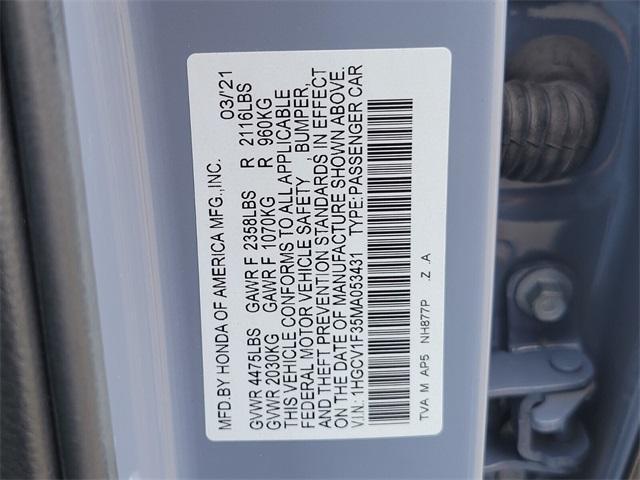 MFD.BY HONDA OF AMERICA MFG.,INC. 03/'21
GVWR 4475LBS GAWR F 2358LBS R 2116LBS
GVWR 2030KG GAWR F 1070KG R 960KG
THIS VEHICLE CONFORMS TO ALL APPLICABLE
FEDERAL MOTOR VEHICLE SAFETY , BUMPER,
AND THEFT PREVENTION STANDARDS IN EFFECT
ON THE DATE OF MANUFACTURE SHOWN ABOVE.
V.I.N.: 1HGCV1F35MA053431 TYPE:PASSENGER CAR
TVA M AP5 NH877P .Z .A